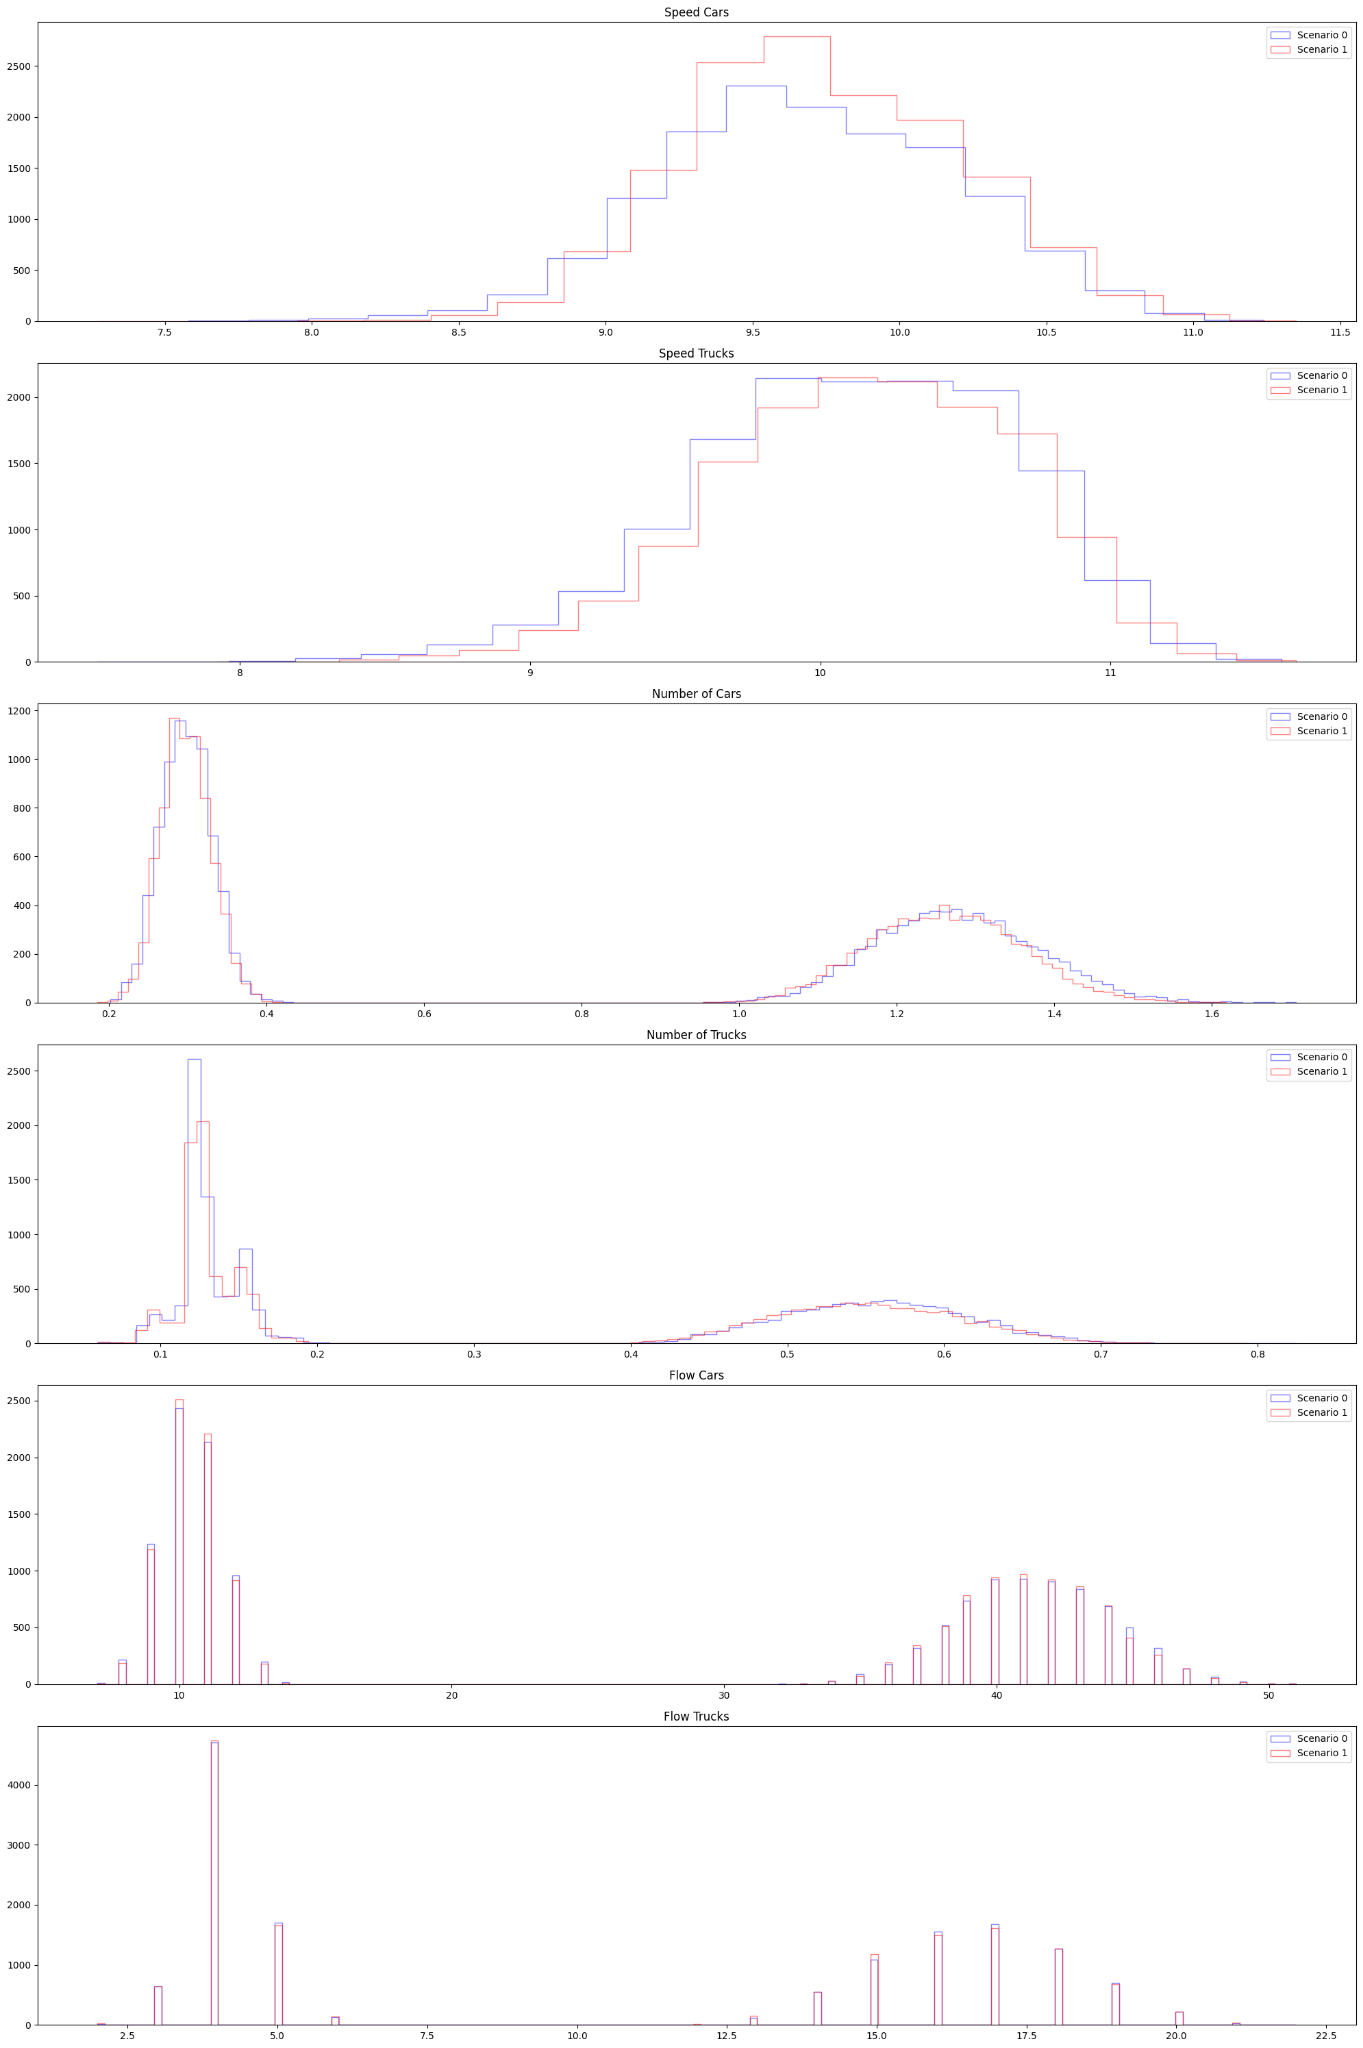 Speed Cars
Scenario 0
Scenario 1
2500
2000
1500
1000
500
0
7.5 8.0 8.5 9.0 9.5 10.0 10.5 11.0 11.5
Speed Trucks
Scenario 0
Scenario 1
2000
1500
1000
500
0
8 9 10 11
Number of Cars
Scenario 0
Scenario 1
1200
1000
800
600
400
200
0
0.2 0.4 0.6 0.8 1.0 1.2 1.4 1.6
Number of Trucks
Scenario 0
Scenario 1
2500
2000
1500
1000
500
0
0.1 0.2 0.3 0.4 0.5 0.6 0.7 0.8
Flow Cars
Scenario 0
Scenario 1
2500
2000
1500
1000
500
0
10 20 30 40 50
Flow Trucks
Scenario 0
Scenario 1
4000
3000
2000
1000
0
2.5 5.0 7.5 10.0 12.5 15.0 17.5 20.0 22.5